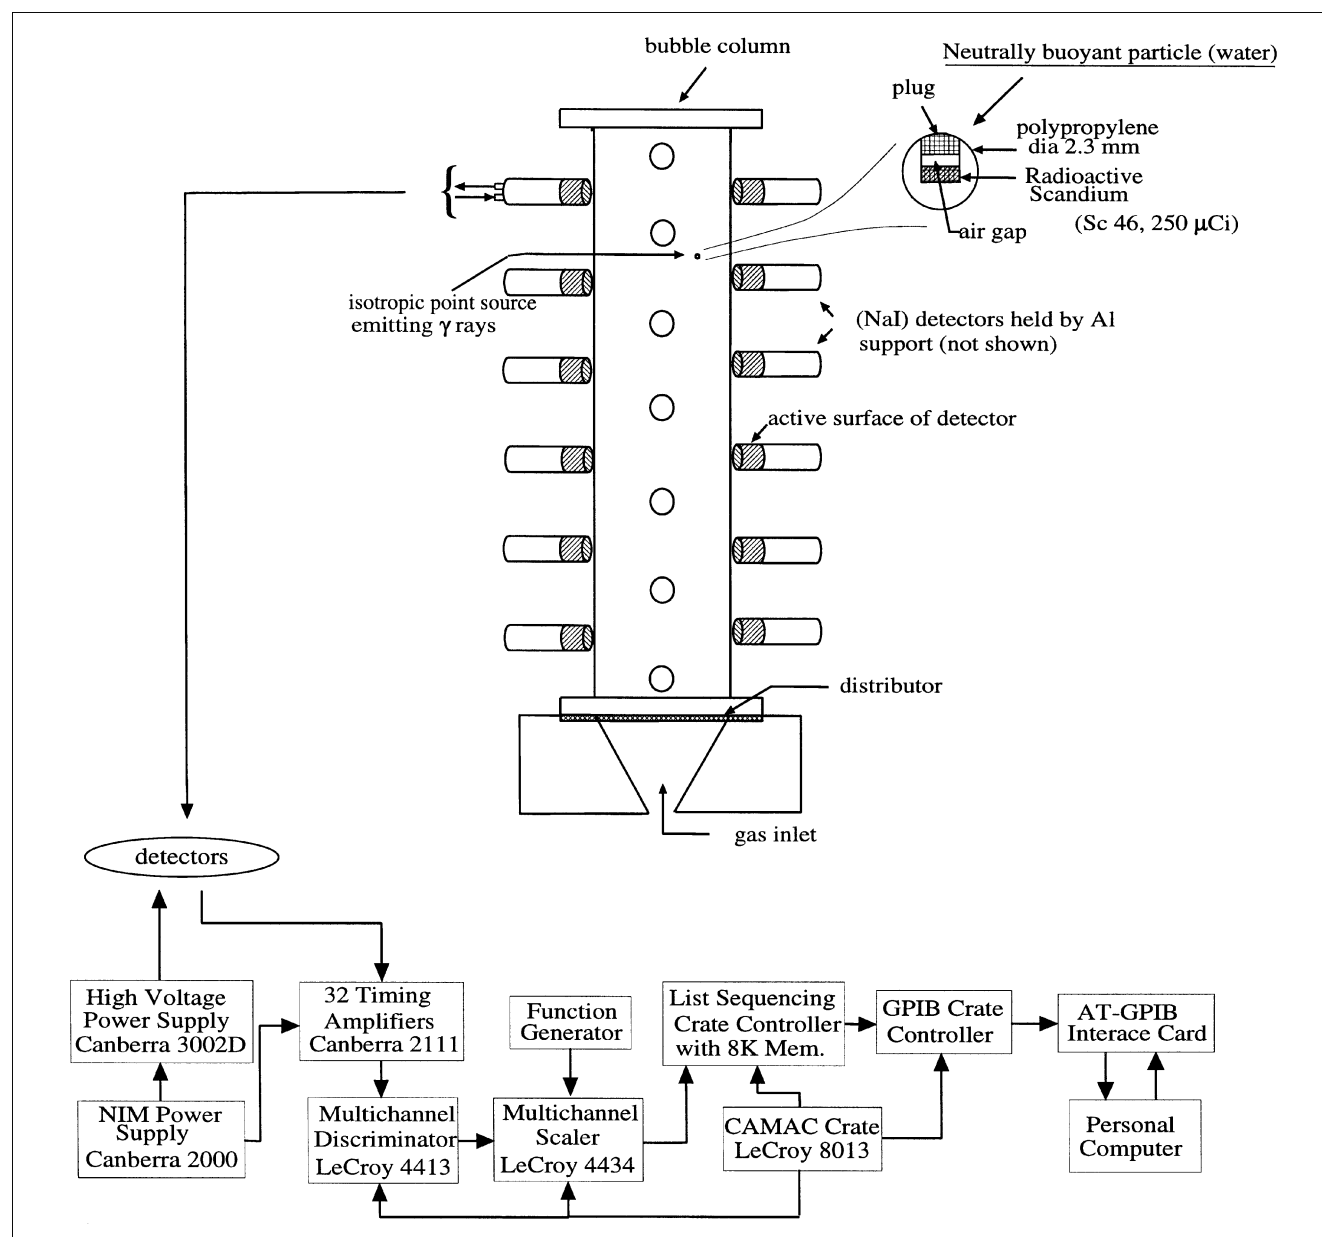 bubble column
Neutrally buoyant particle (water)
plug
polypropylene
dia 2.3 mm
Radioactive
Scandium
(Sc 46, 250 μCi)
air gap
isotropic point source
emitting γ rays
(NaI) detectors held by Al
support (not shown)
active surface of detector
distributor
gas inlet
detectors
High Voltage
Power Supply
Canberra 3002D
32 Timing
Amplifiers
Canberra 2111
Function
Generator
List Sequencing
Crate Controller
with 8K Mem.
GPIB Crate
Controller
AT-GPIB
Interace Card
NIM Power
Supply
Canberra 2000
Multichannel
Discriminator
LeCroy 4413
Multichannel
Scaler
LeCroy 4434
CAMAC Crate
LeCroy 8013
Personal
Computer